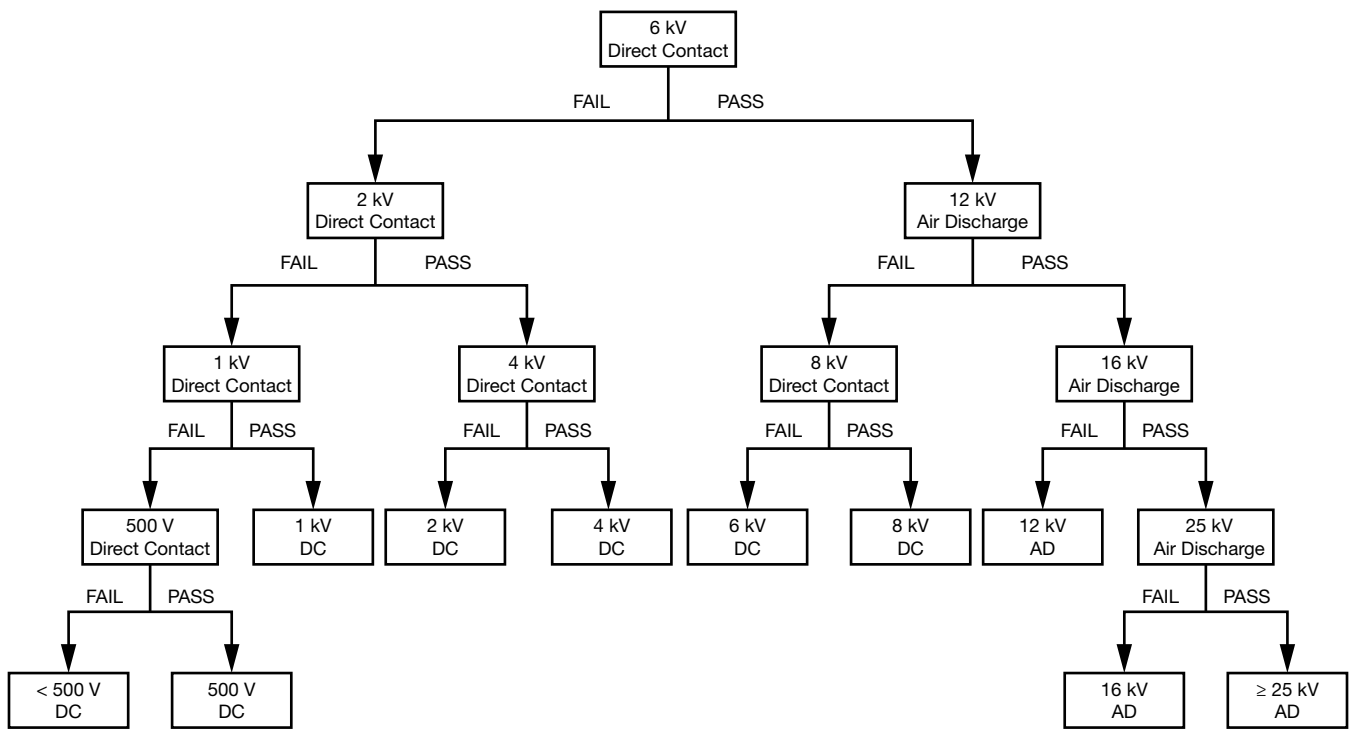 6 kV
Direct Contact
FAIL
PASS
2 kV
Direct Contact
12 kV
Air Discharge
FAIL
PASS
FAIL
PASS
1 kV
Direct Contact
4 kV
Direct Contact
8 kV
Direct Contact
16 kV
Air Discharge
FAIL
PASS
FAIL
PASS
FAIL
PASS
FAIL
PASS
500 V
Direct Contact
1 kV
DC
2 kV
DC
4 kV
DC
6 kV
DC
8 kV
DC
12 kV
AD
25 kV
Air Discharge
FAIL
PASS
FAIL
PASS
< 500 V
DC
500 V
DC
16 kV
AD
≥ 25 kV
AD